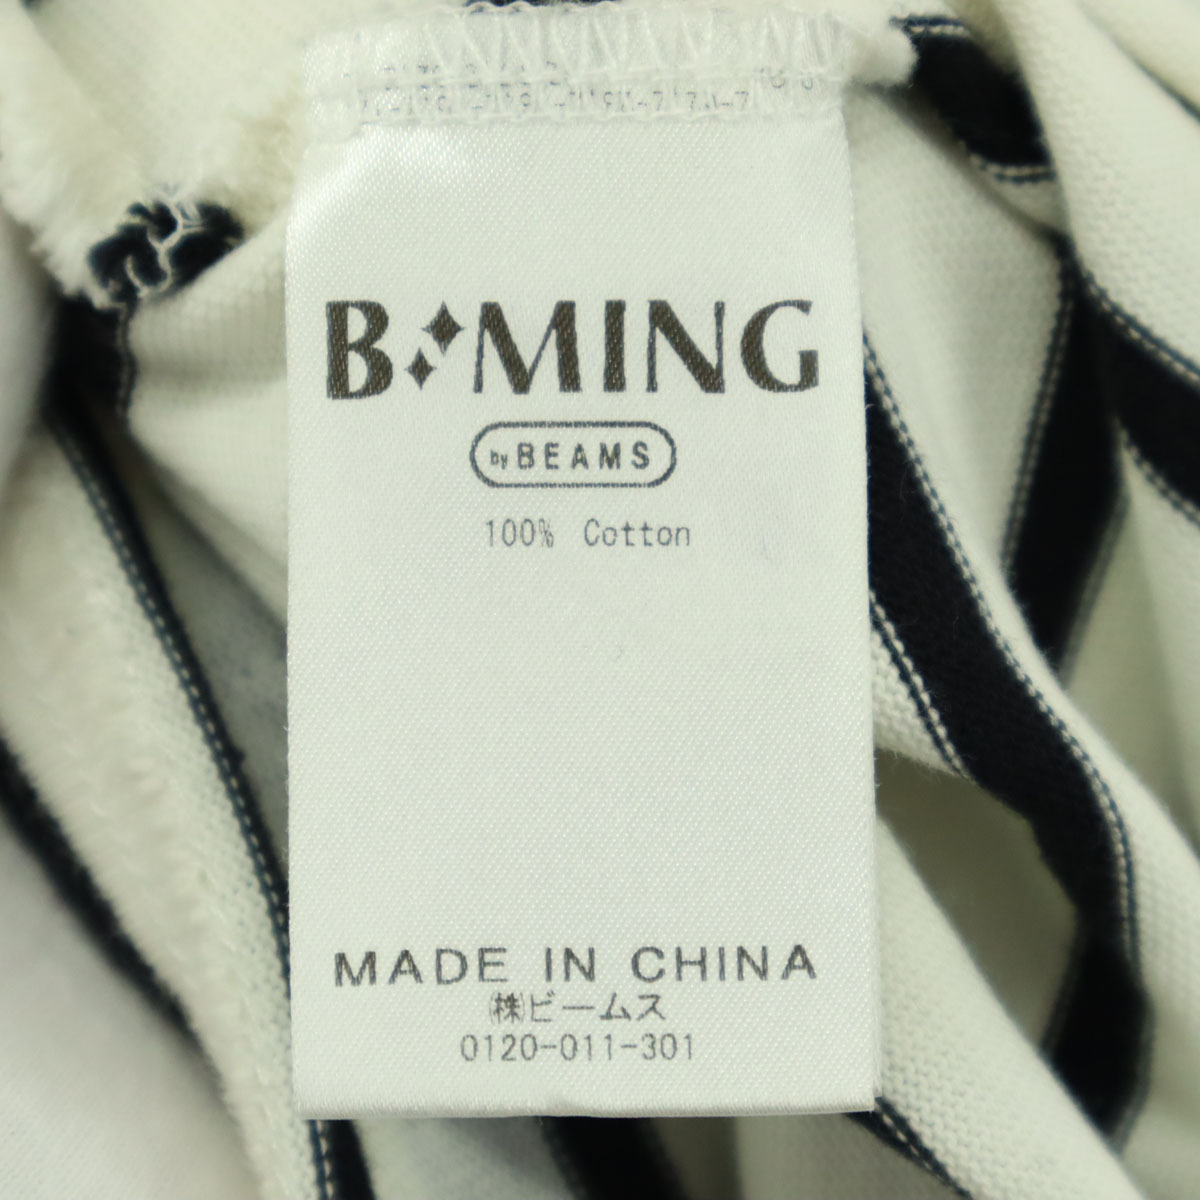 B MING
by BEAMS
100% Cotton
MADE IN CHINA
㈱ビームス
0120-011-301